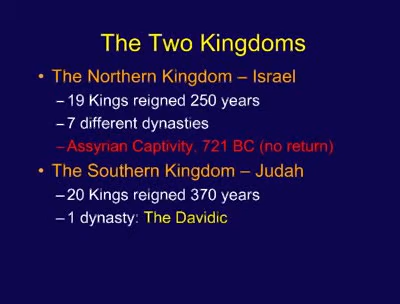 The Two Kingdoms
• The Northern Kingdom – Israel
– 19 Kings reigned 250 years
– 7 different dynasties
– Assyrian Captivity, 721 BC (no return)
• The Southern Kingdom – Judah
– 20 Kings reigned 370 years
– 1 dynasty: The Davidic